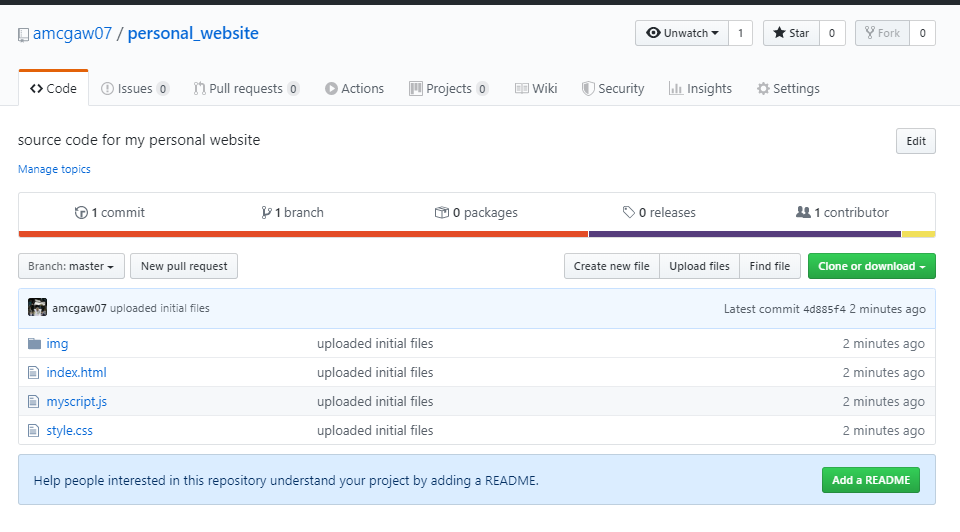 amcgaw07 / personal_website Unwatch 1 Star 0 Fork 0
Code Issues 0 Pull requests 0 Actions Projects 0 Wiki Security Insights Settings
source code for my personal website Edit
Manage topics
1 commit 1 branch 0 packages 0 releases 1 contributor
Branch: master New pull request Create new file Upload files Find file Clone or download
amcgaw07 uploaded initial files Latest commit 4d885f4 2 minutes ago
img uploaded initial files 2 minutes ago
index.html uploaded initial files 2 minutes ago
myscript.js uploaded initial files 2 minutes ago
style.css uploaded initial files 2 minutes ago
Help people interested in this repository understand your project by adding a README. Add a README